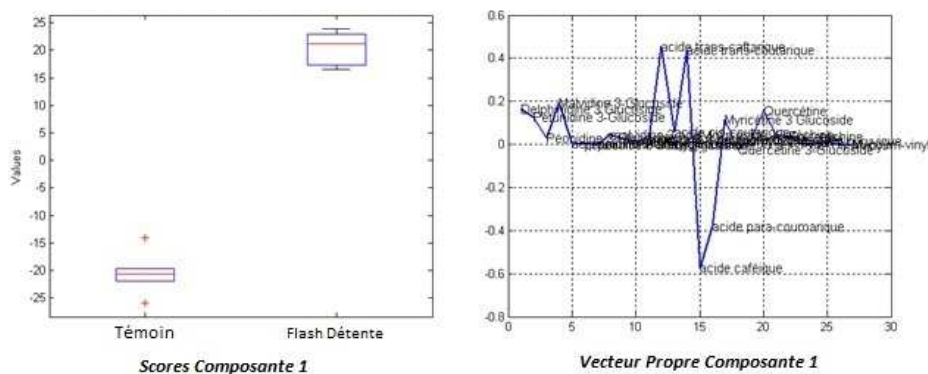 25
20
15
10
5
0
-5
-10
-15
-20
-25
Values
Témoin
Flash Détente
Scores Composante 1
0.6
0.4
0.2
0
-0.2
-0.4
-0.6
-0.8
0
5
10
15
20
25
30
acide trans-caftarique
acide trans-coutarique
Delphinidine 3-Glucoside
Pétunidine 3-Glucoside
Malvidine 3-Glucoside
Quercétine
Myricétine 3 Glucoside
Quercétine 3-Glucoside
acide para-coumarique
acide caféique
Vecteur Propre Composante 1